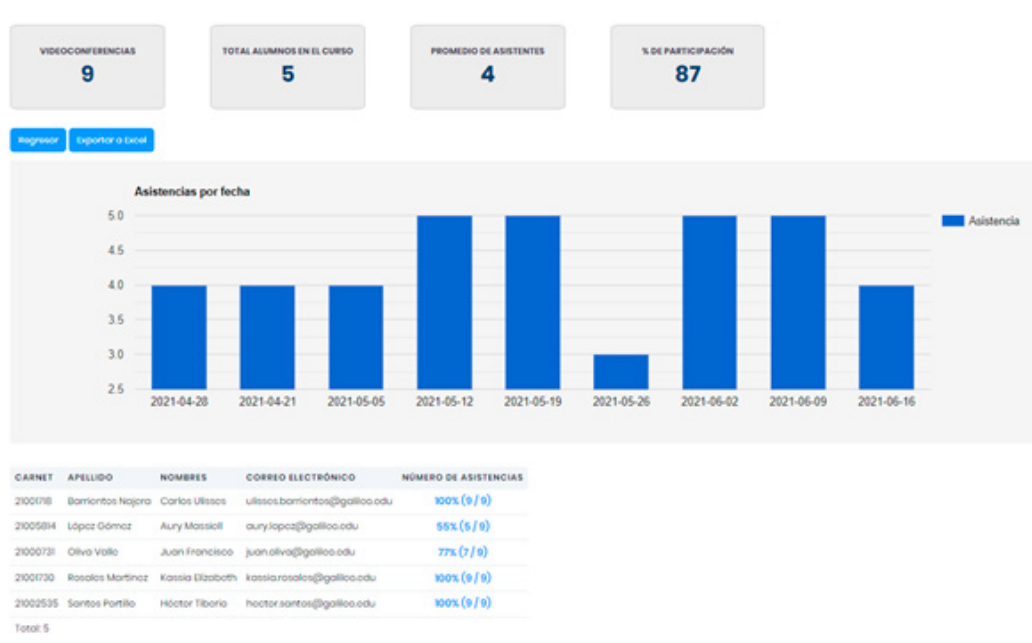 VIDEOCONFERENCIAS
9
TOTAL ALUMNOS EN EL CURSO
5
PROMEDIO DE ASISTENTES
4
% DE PARTICIPACIÓN
87
Regresar Exportar a Excel
Asistencias por fecha
Asistencia
5.0
4.5
4.0
3.5
3.0
2.5
2021-04-28 2021-04-21 2021-05-05 2021-05-12 2021-05-19 2021-05-26 2021-06-02 2021-06-09 2021-06-16
CARNET APELLIDO NOMBRES CORREO ELECTRÓNICO NÚMERO DE ASISTENCIAS
21001718 Barrientos Najera Carlos Ulisses ulisses.barrientos@galileo.edu 100% (9 / 9)
21005814 López Gómez Aury Massiell aury.lopez@galileo.edu 55% (5 / 9)
21000731 Oliva Valle Juan Francisco juan.oliva@galileo.edu 77% (7 / 9)
21001730 Rosales Martinez Kassia Elizabeth kassia.rosales@galileo.edu 100% (9 / 9)
21002535 Santos Portillo Héctor Tiberio hector.santos@galileo.edu 100% (9 / 9)
Total: 5